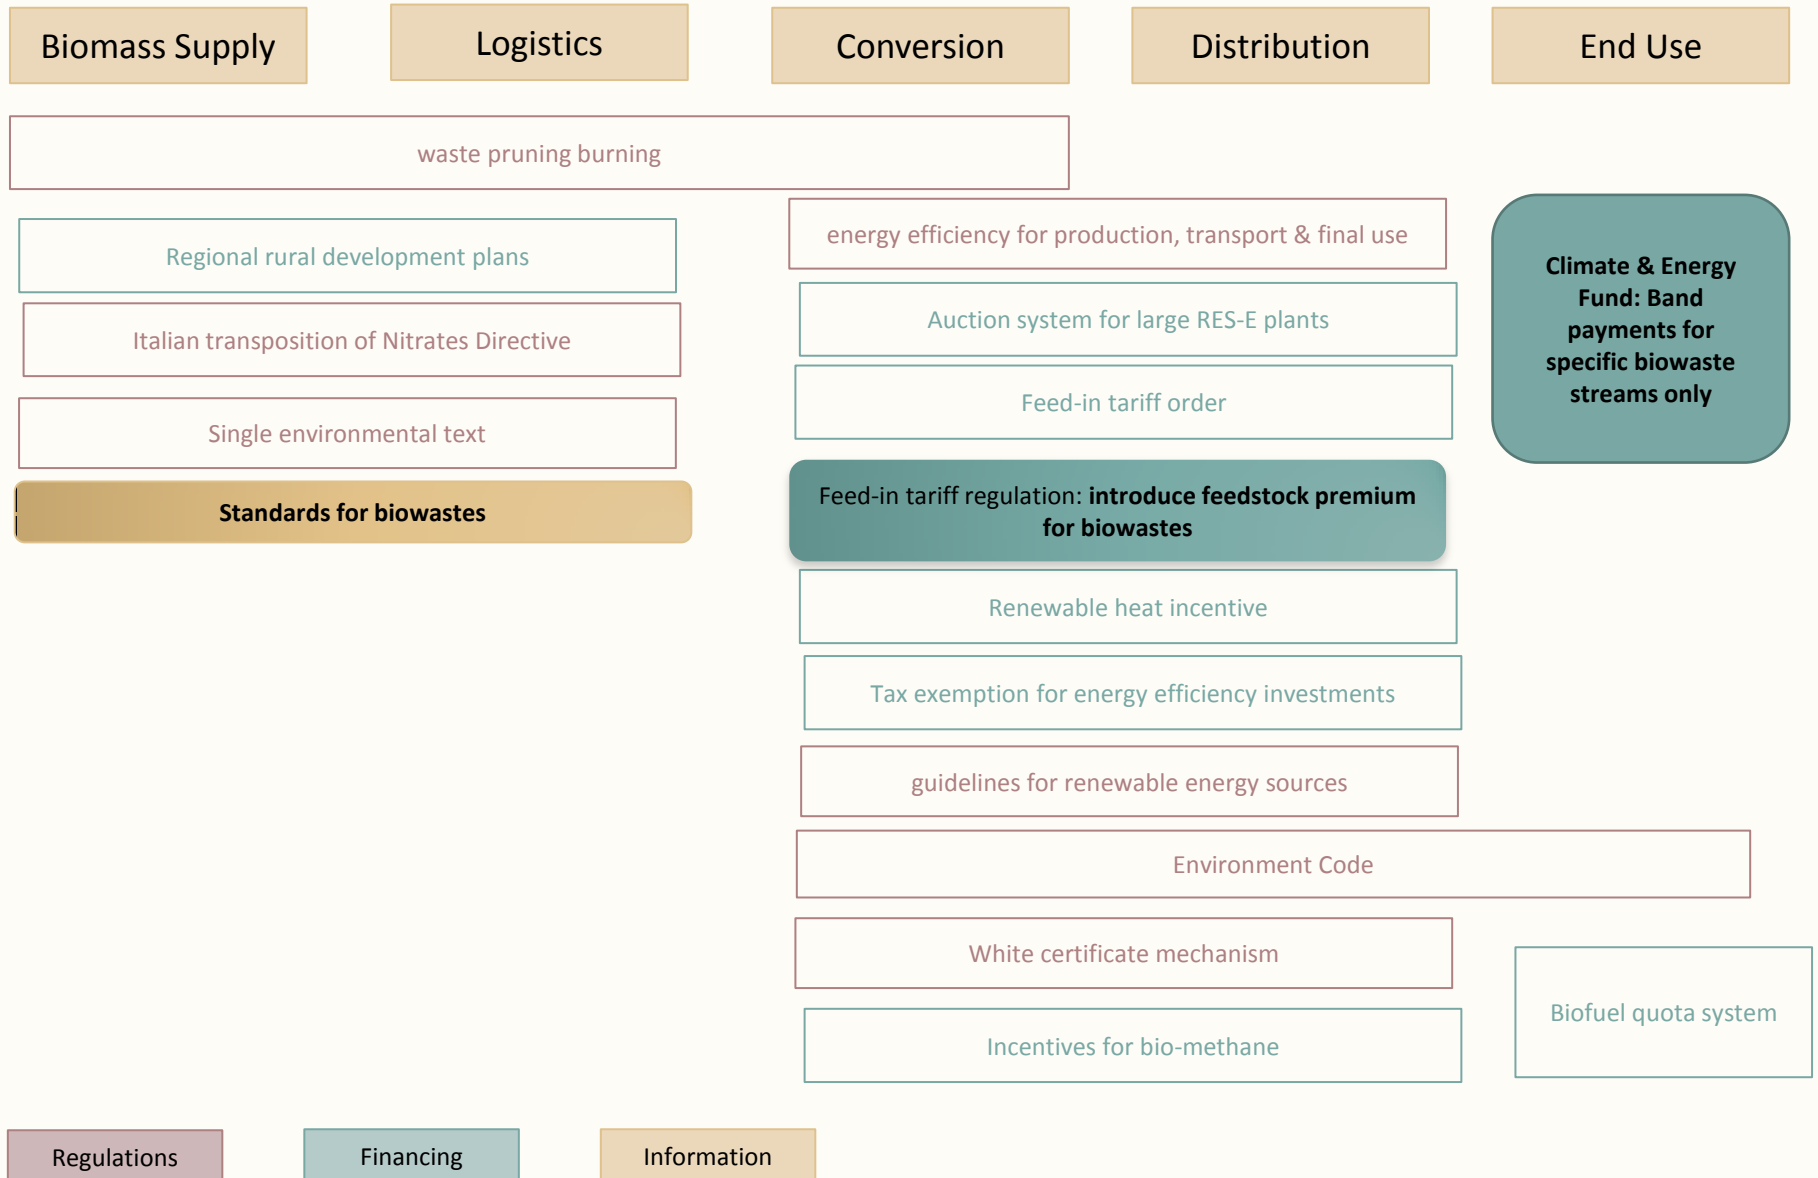 Biomass Supply
Logistics
Conversion
Distribution
End Use
waste pruning burning
Regional rural development plans
Italian transposition of Nitrates Directive
Single environmental text
Standards for biowastes
energy efficiency for production, transport & final use
Auction system for large RES-E plants
Feed-in tariff order
Feed-in tariff regulation: introduce feedstock premium
for biowastes
Renewable heat incentive
Tax exemption for energy efficiency investments
guidelines for renewable energy sources
Environment Code
White certificate mechanism
Incentives for bio-methane
Climate & Energy
Fund: Band
payments for
specific biowaste
streams only
Biofuel quota system
Regulations
Financing
Information